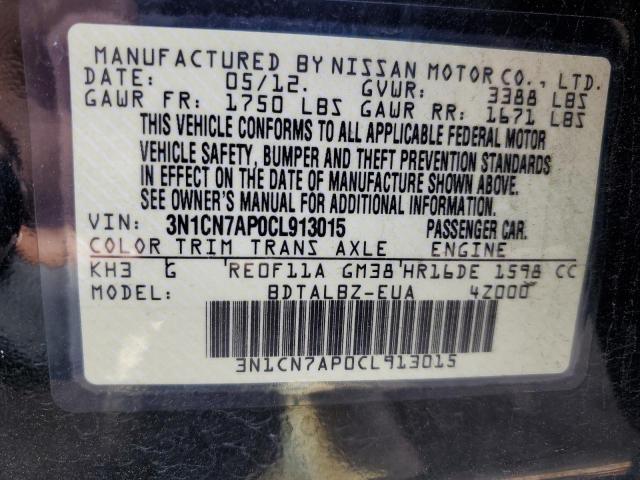 MANUFACTURED BY NISSAN MOTOR CO., LTD.
DATE: 05/12. GVWR: 3388 LBS
GAWR FR: 1750 LBS GAWR RR: 1671 LBS
THIS VEHICLE CONFORMS TO ALL APPLICABLE FEDERAL MOTOR
VEHICLE SAFETY, BUMPER AND THEFT PREVENTION STANDARDS
IN EFFECT ON THE DATE OF MANUFACTURE SHOWN ABOVE.
SEE OWNER'S MANUAL FOR ADDITIONAL INFORMATION.
VIN: 3N1CN7AP0CL913015 PASSENGER CAR.
COLOR TRIM TRANS AXLE ENGINE
KH3 G RE0F11A GM38 HR16DE 1598 CC
MODEL: BDTALBZ-EUA 4Z000
3N1CN7AP0CL913015